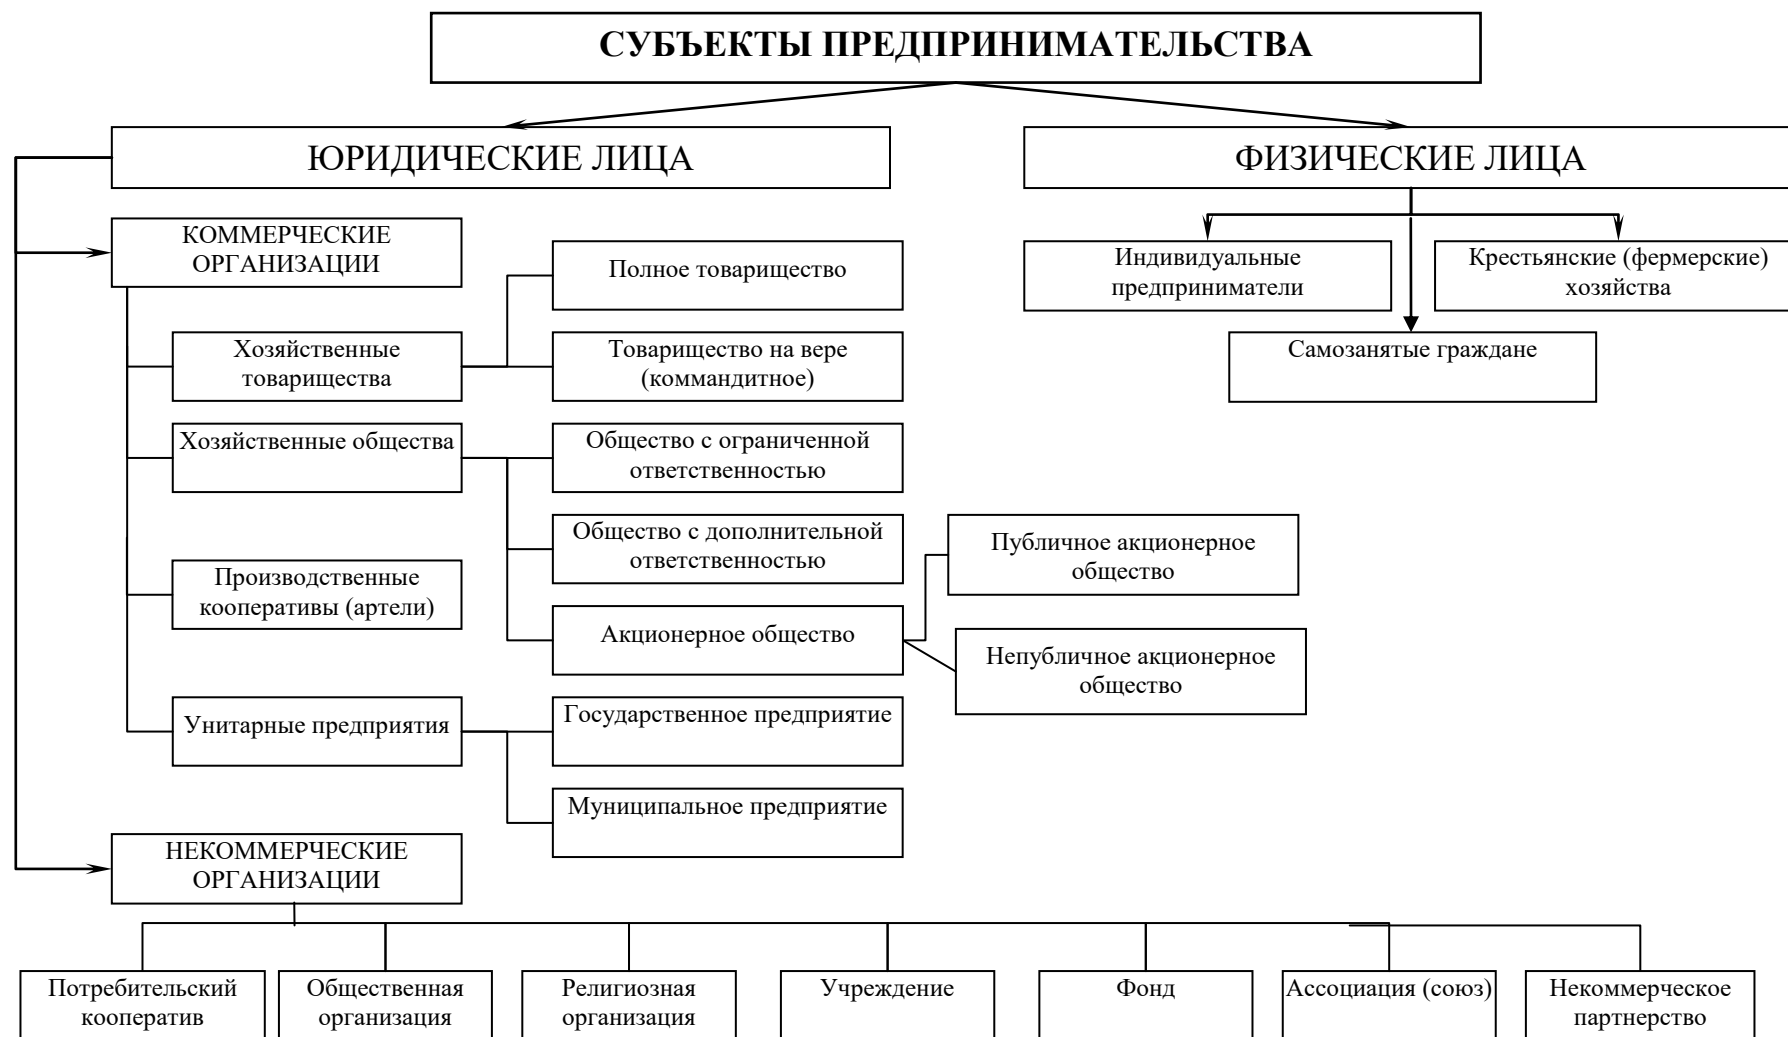 СУБЪЕКТЫ ПРЕДПРИНИМАТЕЛЬСТВА
ЮРИДИЧЕСКИЕ ЛИЦА
ФИЗИЧЕСКИЕ ЛИЦА
КОММЕРЧЕСКИЕ
ОРГАНИЗАЦИИ
Полное товарищество
Индивидуальные
предприниматели
Крестьянские (фермерские)
хозяйства
Хозяйственные
товарищества
Товарищество на вере
(коммандитное)
Самозанятые граждане
Хозяйственные общества
Общество с ограниченной
ответственностью
Общество с дополнительной
ответственностью
Публичное акционерное
общество
Производственные
кооперативы (артели)
Акционерное общество
Непубличное акционерное
общество
Унитарные предприятия
Государственное предприятие
Муниципальное предприятие
НЕКОММЕРЧЕСКИЕ
ОРГАНИЗАЦИИ
Потребительский
кооператив
Общественная
организация
Религиозная
организация
Учреждение
Фонд
Ассоциация (союз)
Некоммерческое
партнерство